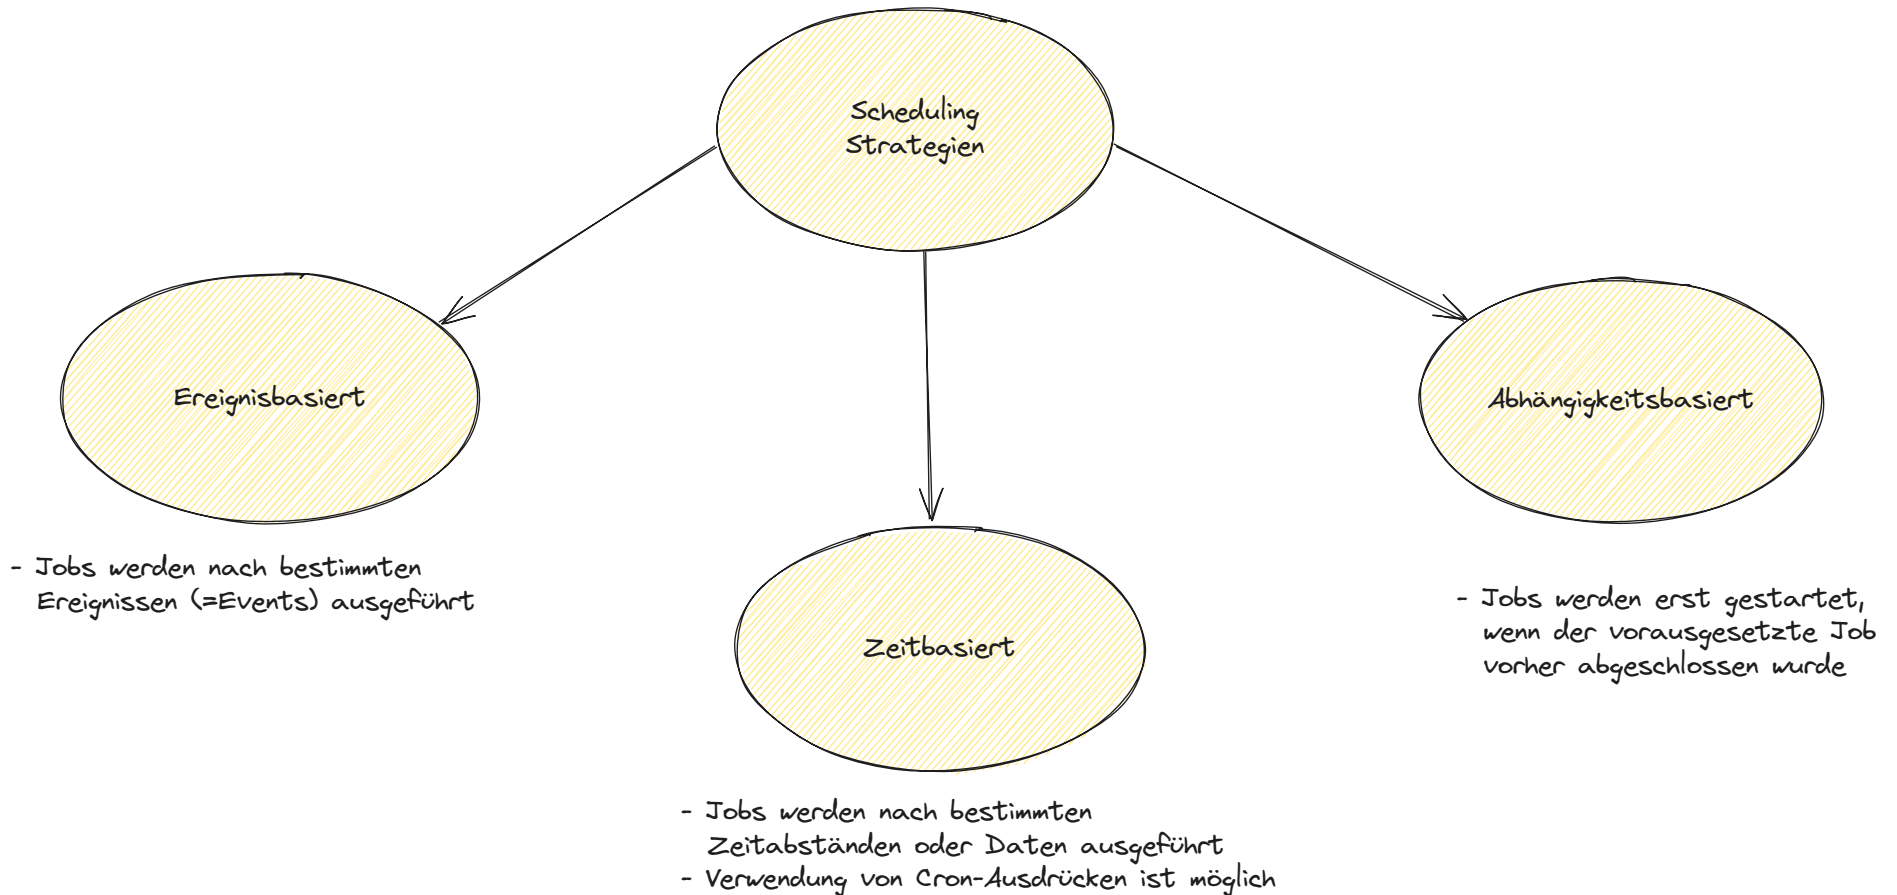 Scheduling
Strategien
Ereignisbasiert
- Jobs werden nach bestimmten
Ereignissen (=Events) ausgeführt
Zeitbasiert
- Jobs werden nach bestimmten
Zeitabständen oder Daten ausgeführt
- Verwendung von Cron-Ausdrücken ist möglich
Abhängigkeitsbasiert
- Jobs werden erst gestartet,
wenn der vorausgesetzte Job
vorher abgeschlossen wurde